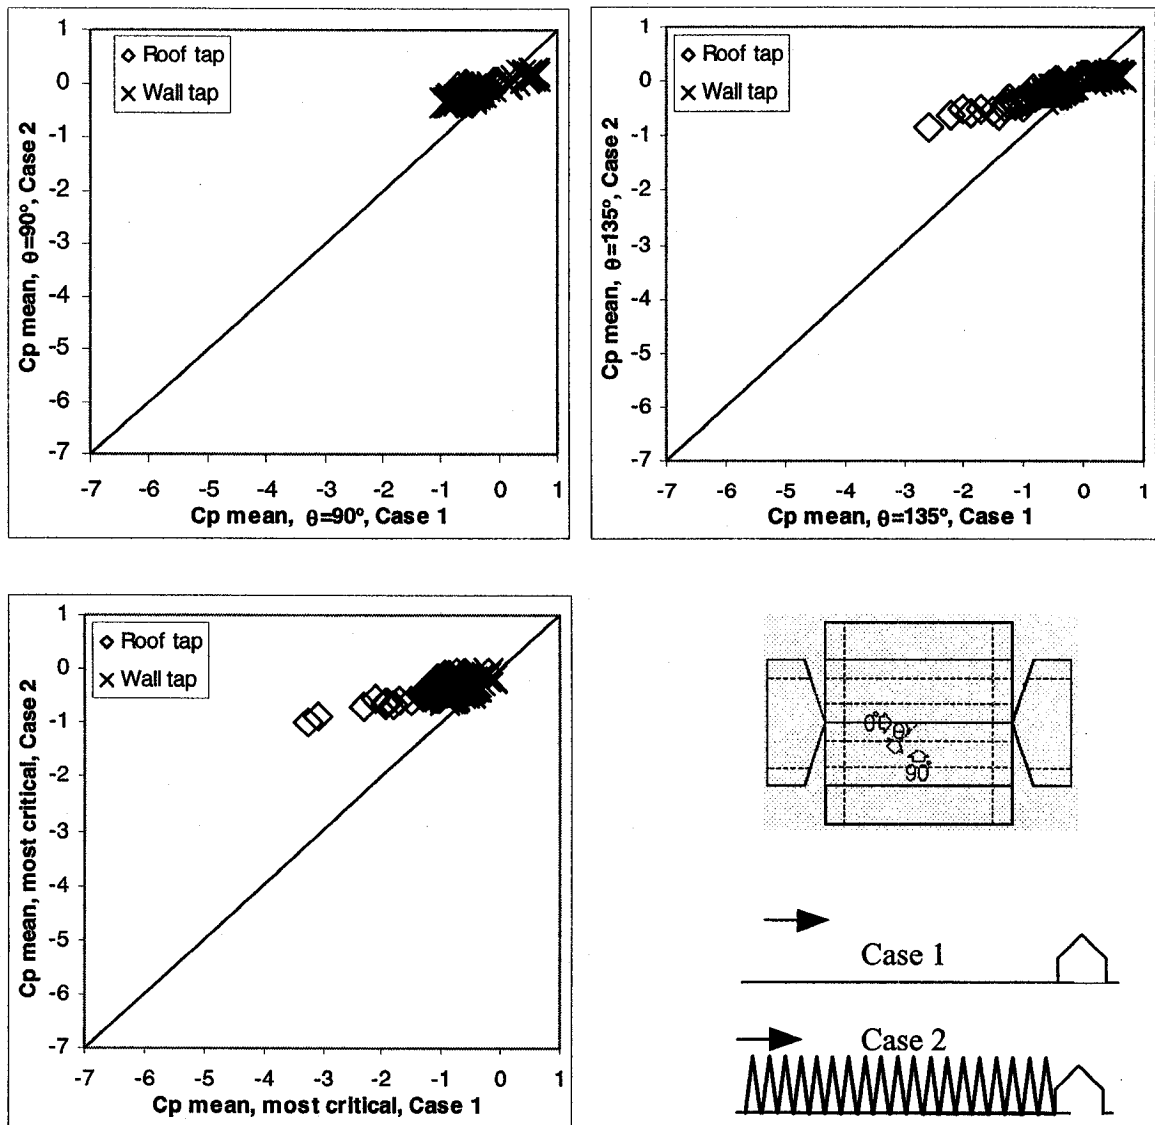 1
0
-1
-2
-3
-4
-5
-6
-7
Roof tap
Wall tap
Cp mean, θ=90º, Case 2
-7 -6 -5 -4 -3 -2 -1 0 1
Cp mean, θ=90º, Case 1
1
0
-1
-2
-3
-4
-5
-6
-7
Roof tap
Wall tap
Cp mean, θ=135º, Case 2
-7 -6 -5 -4 -3 -2 -1 0 1
Cp mean, θ=135º, Case 1
1
0
-1
-2
-3
-4
-5
-6
-7
Roof tap
Wall tap
Cp mean, most critical, Case 2
-7 -6 -5 -4 -3 -2 -1 0 1
Cp mean, most critical, Case 1
0°
θ
90°
Case 1
Case 2